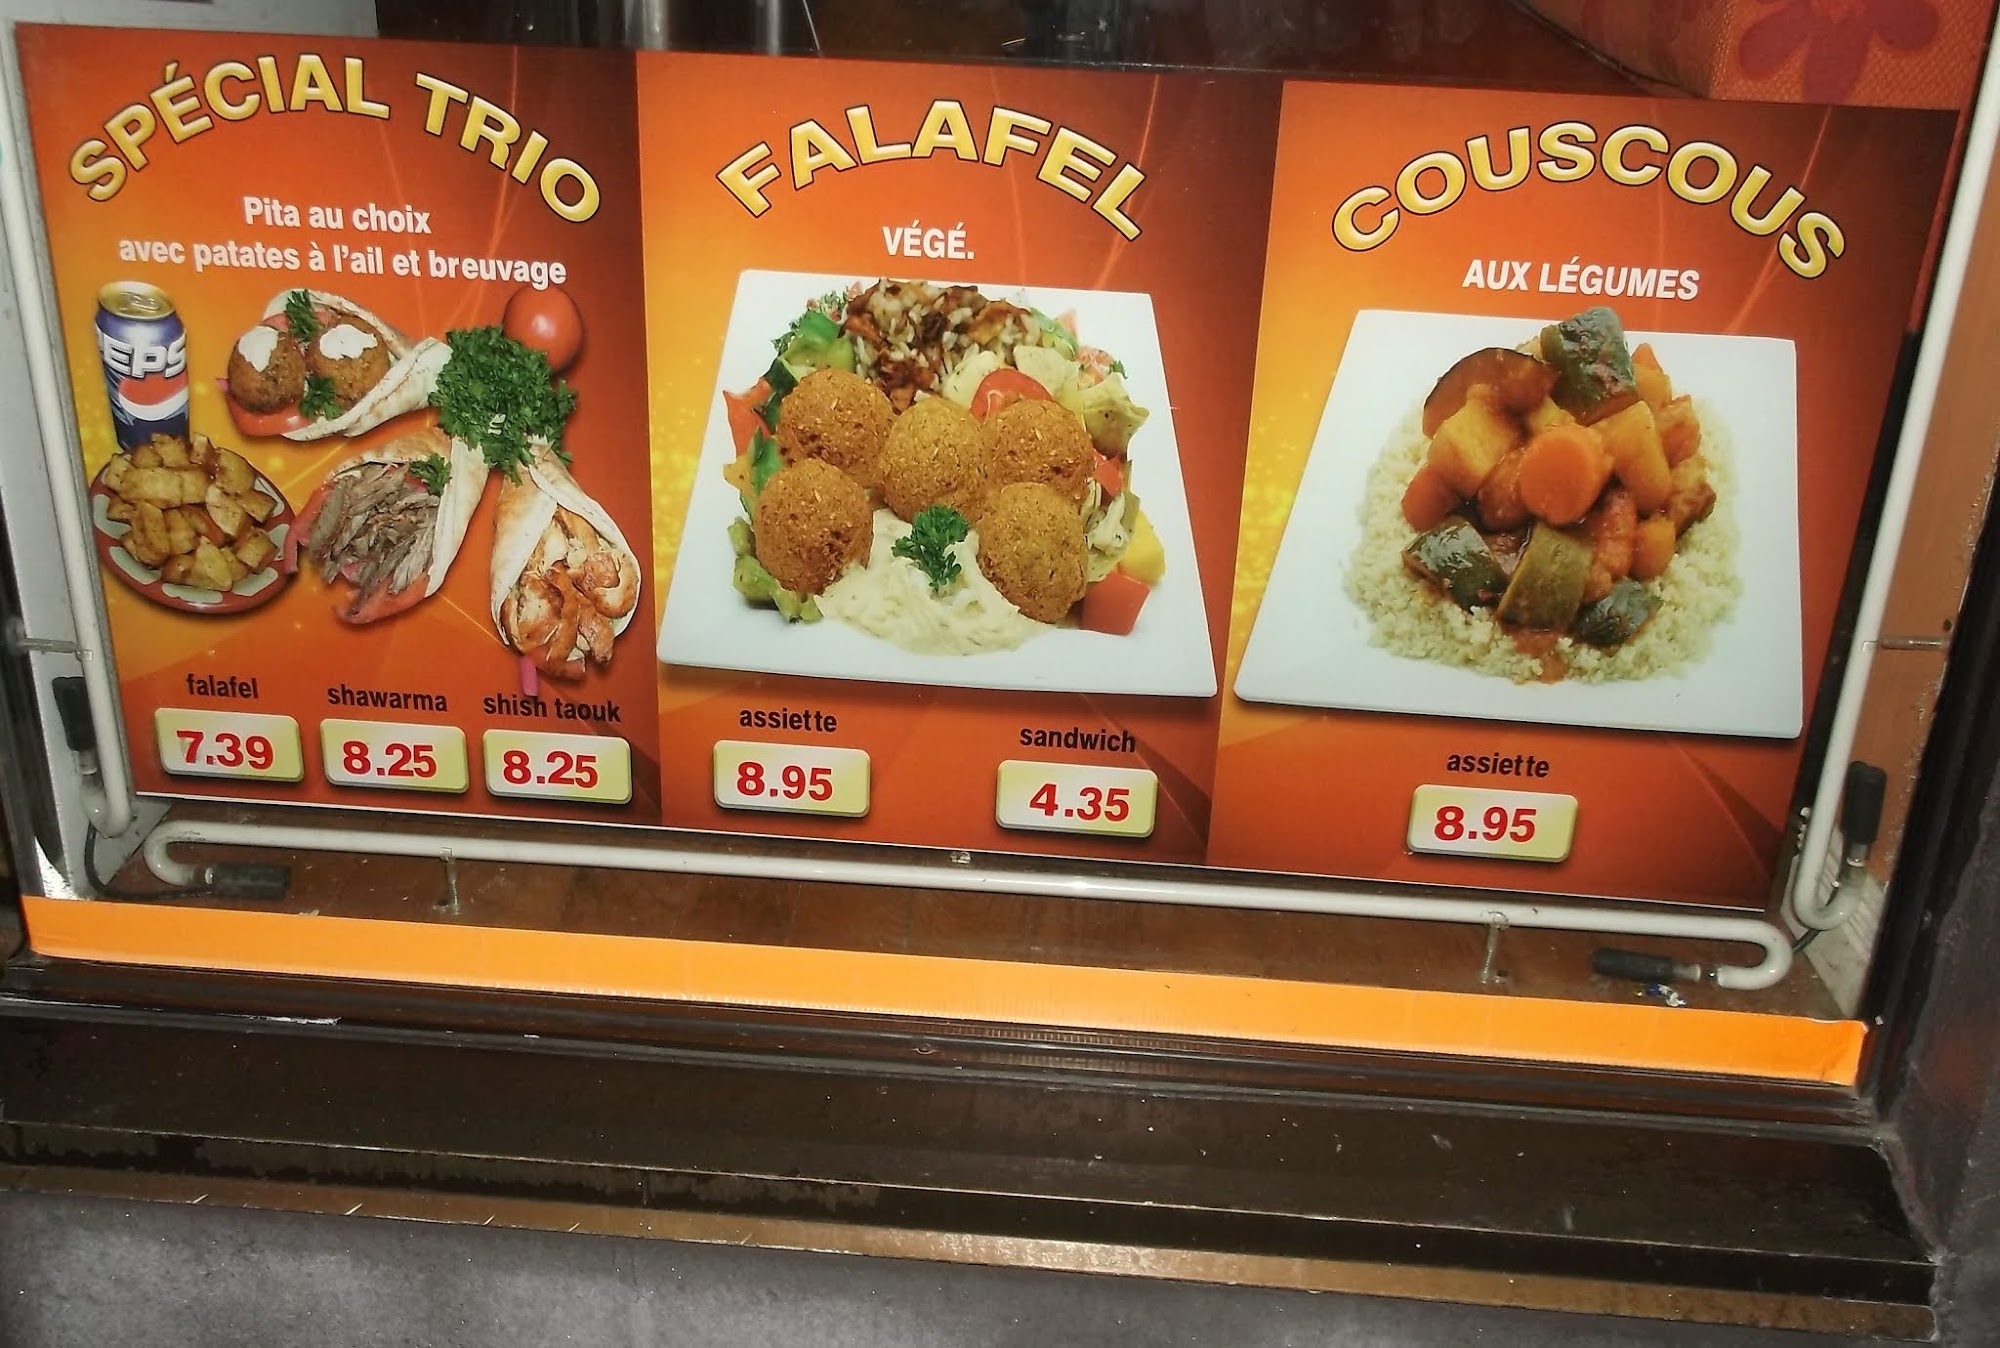 SPÉCIAL TRIO
Pita au choix
avec patates à l'ail et breuvage
EPS
falafel
7.39
shawarma
8.25
shish taouk
8.25
FALAFEL
VÉGÉ.
assiette
8.95
sandwich
4.35
COUSCOUS
AUX LÉGUMES
assiette
8.95